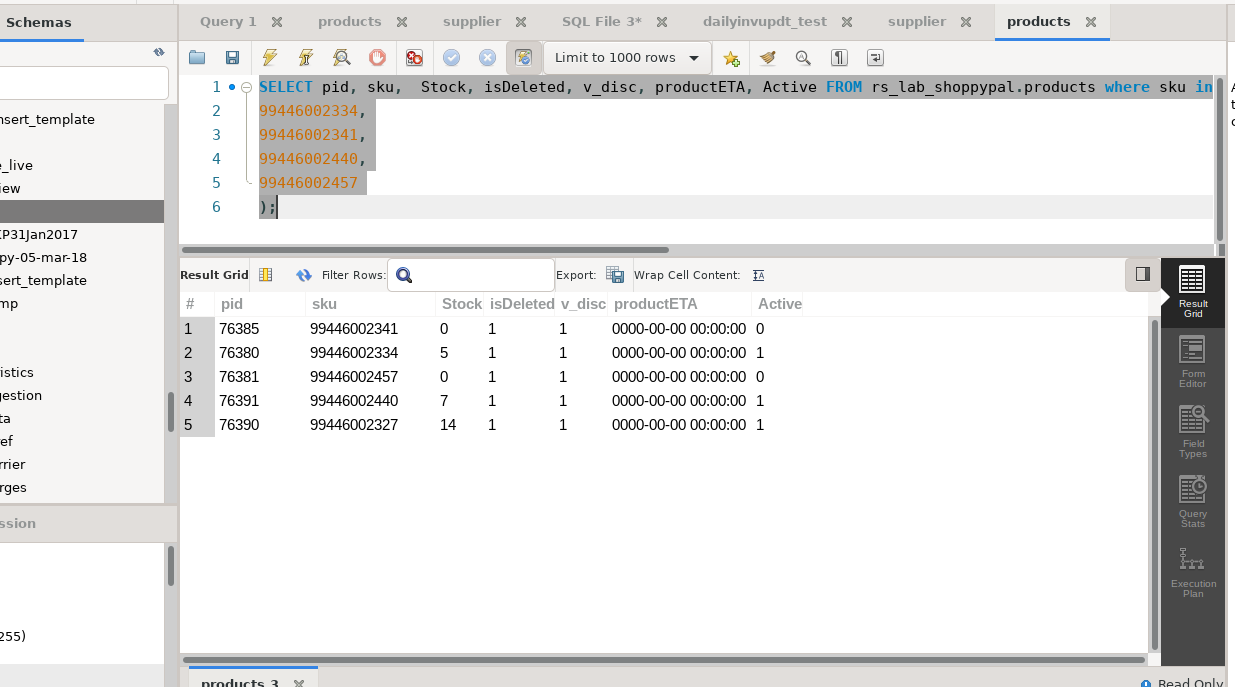 Schemas
Query 1
products
supplier
SQL File 3*
dailyinvupdt_test
supplier
products
Limit to 1000 rows
1 SELECT pid, sku,  Stock, isDeleted, v_disc, productETA, Active FROM rs_lab_shoppypal.products where sku in
2 99446002334,
3 99446002341,
4 99446002440,
5 99446002457
6 );
nsert_template
e_live
iew
KP31Jan2017
py-05-mar-18
sert_template
mp
istics
gestion
ta
ref
rrier
rges
ssion
255)
Result Grid
Filter Rows:
Export:
Wrap Cell Content:
# pid sku Stock isDeleted v_disc productETA Active
1 76385 99446002341 0 1 1 0000-00-00 00:00:00 0
2 76380 99446002334 5 1 1 0000-00-00 00:00:00 1
3 76381 99446002457 0 1 1 0000-00-00 00:00:00 0
4 76391 99446002440 7 1 1 0000-00-00 00:00:00 1
5 76390 99446002327 14 1 1 0000-00-00 00:00:00 1
Result
Grid
Form
Editor
Field
Types
Query
Stats
Execution
Plan
products 3
Read Only